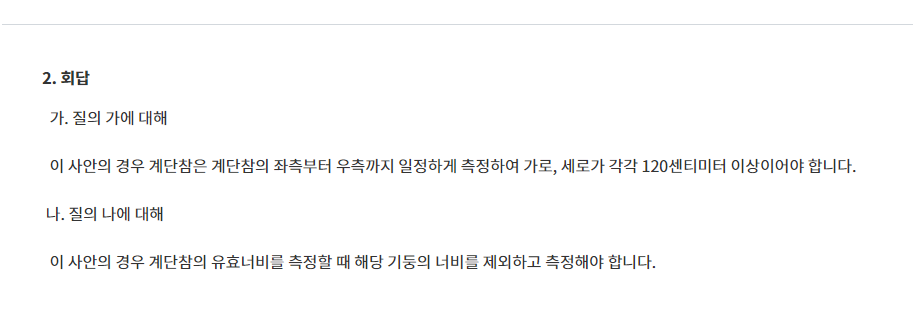 2. 회답
가. 질의 가에 대해
이 사안의 경우 계단참은 계단참의 좌측부터 우측까지 일정하게 측정하여 가로, 세로가 각각 120센티미터 이상이어야 합니다.
나. 질의 나에 대해
이 사안의 경우 계단참의 유효너비를 측정할 때 해당 기둥의 너비를 제외하고 측정해야 합니다.